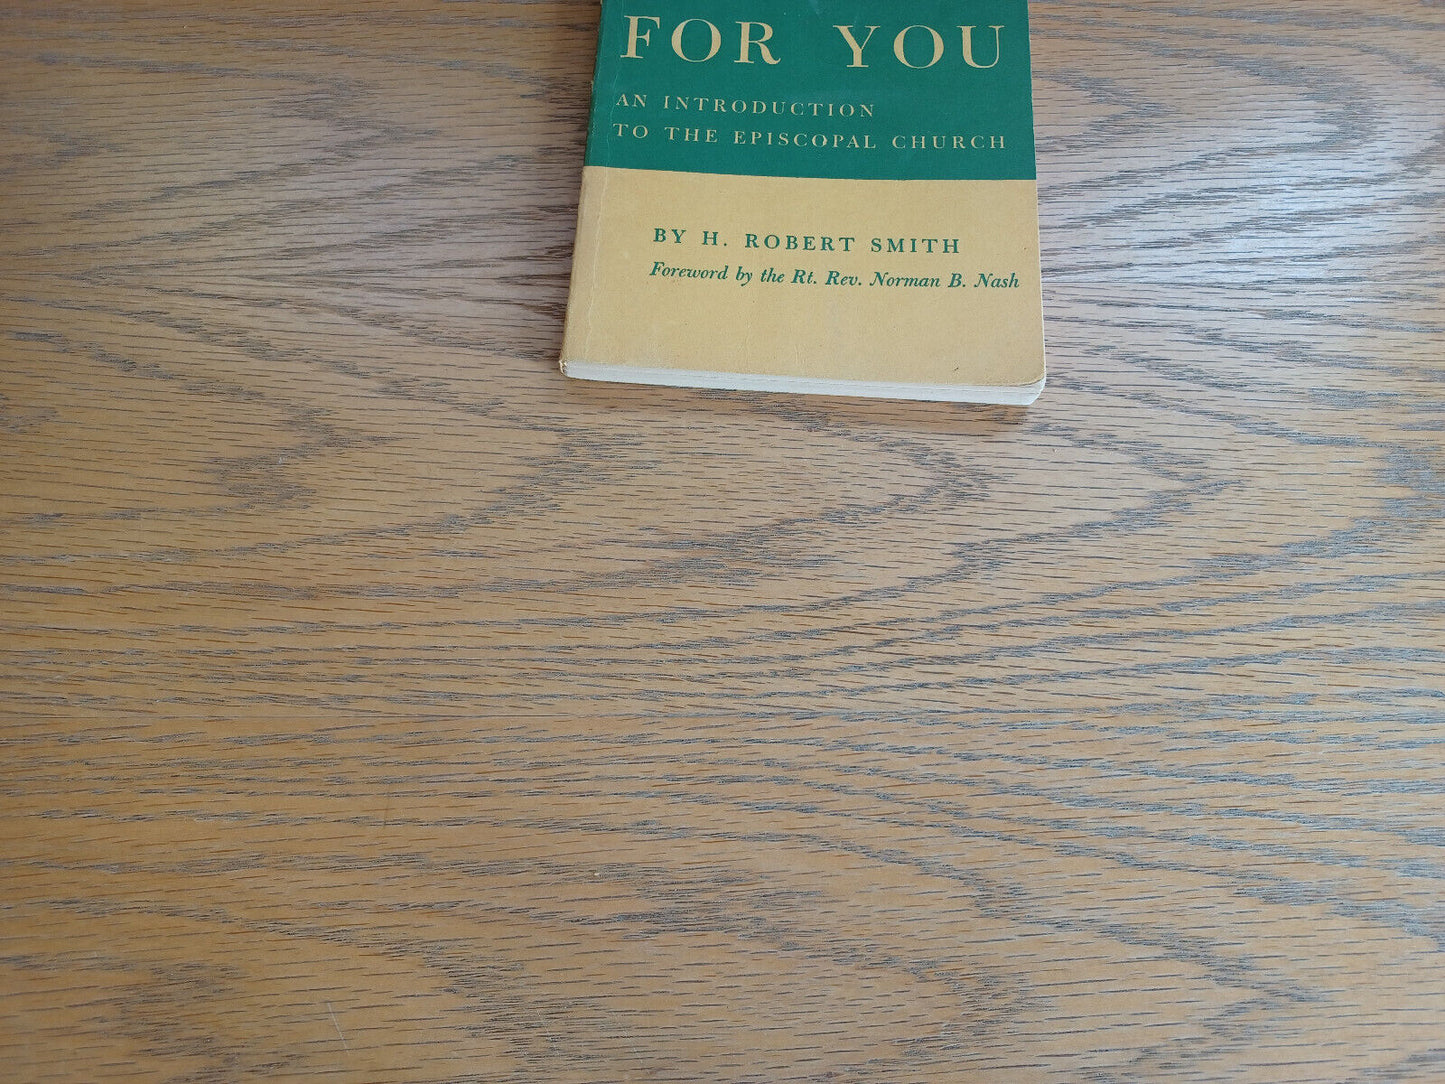 FOR YOU
AN INTRODUCTION
TO THE EPISCOPAL CHURCH
BY H. ROBERT SMITH
Foreword by the Rt. Rev. Norman B. Nash